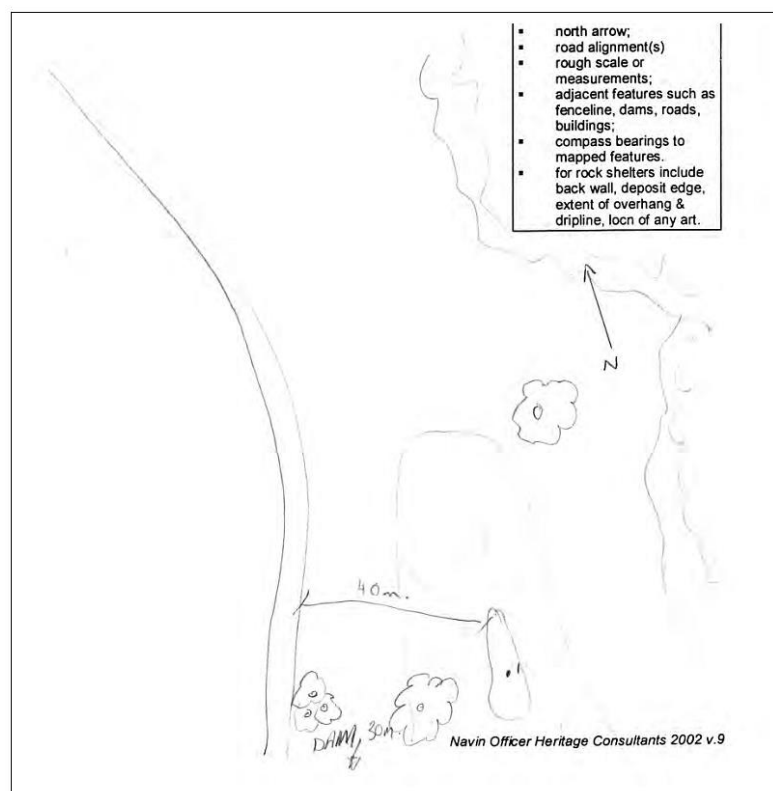 ▪ north arrow;
▪ road alignment(s)
▪ rough scale or
measurements;
▪ adjacent features such as
fenceline, dams, roads,
buildings;
▪ compass bearings to
mapped features.
▪ for rock shelters include
back wall, deposit edge,
extent of overhang &
dripline, locn of any art.
N
40m.
DAM, 30m.
Navin Officer Heritage Consultants 2002 v.9